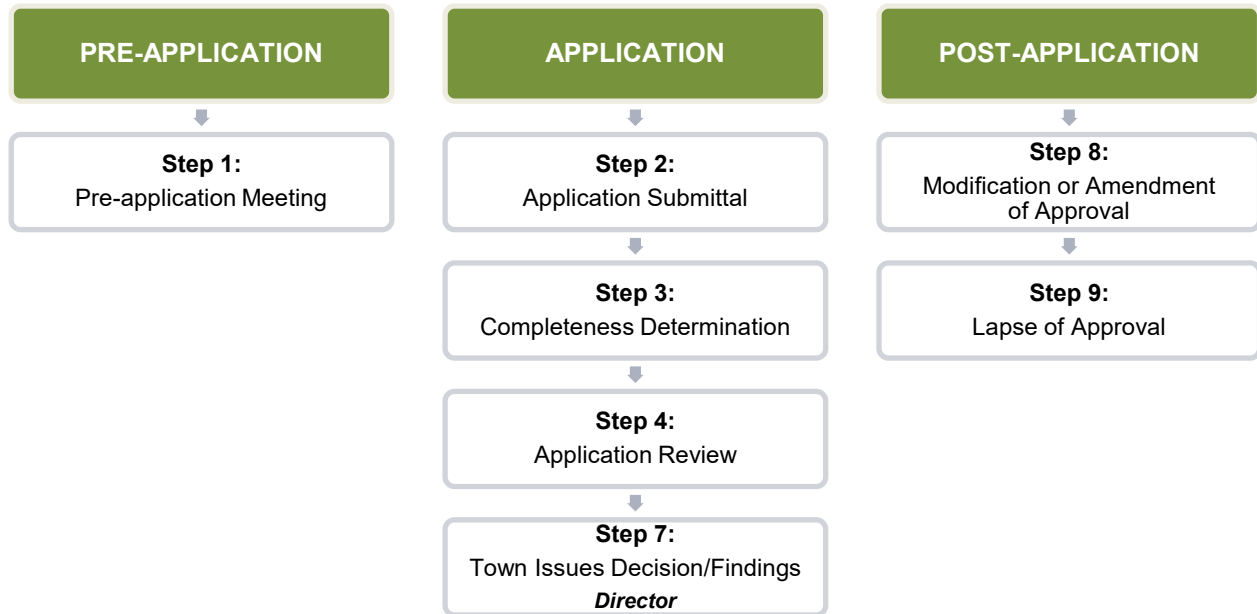 PRE-APPLICATION
Step 1:
Pre-application Meeting
APPLICATION
Step 2:
Application Submittal
Step 3:
Completeness Determination
Step 4:
Application Review
Step 7:
Town Issues Decision/Findings
Director
POST-APPLICATION
Step 8:
Modification or Amendment
of Approval
Step 9:
Lapse of Approval